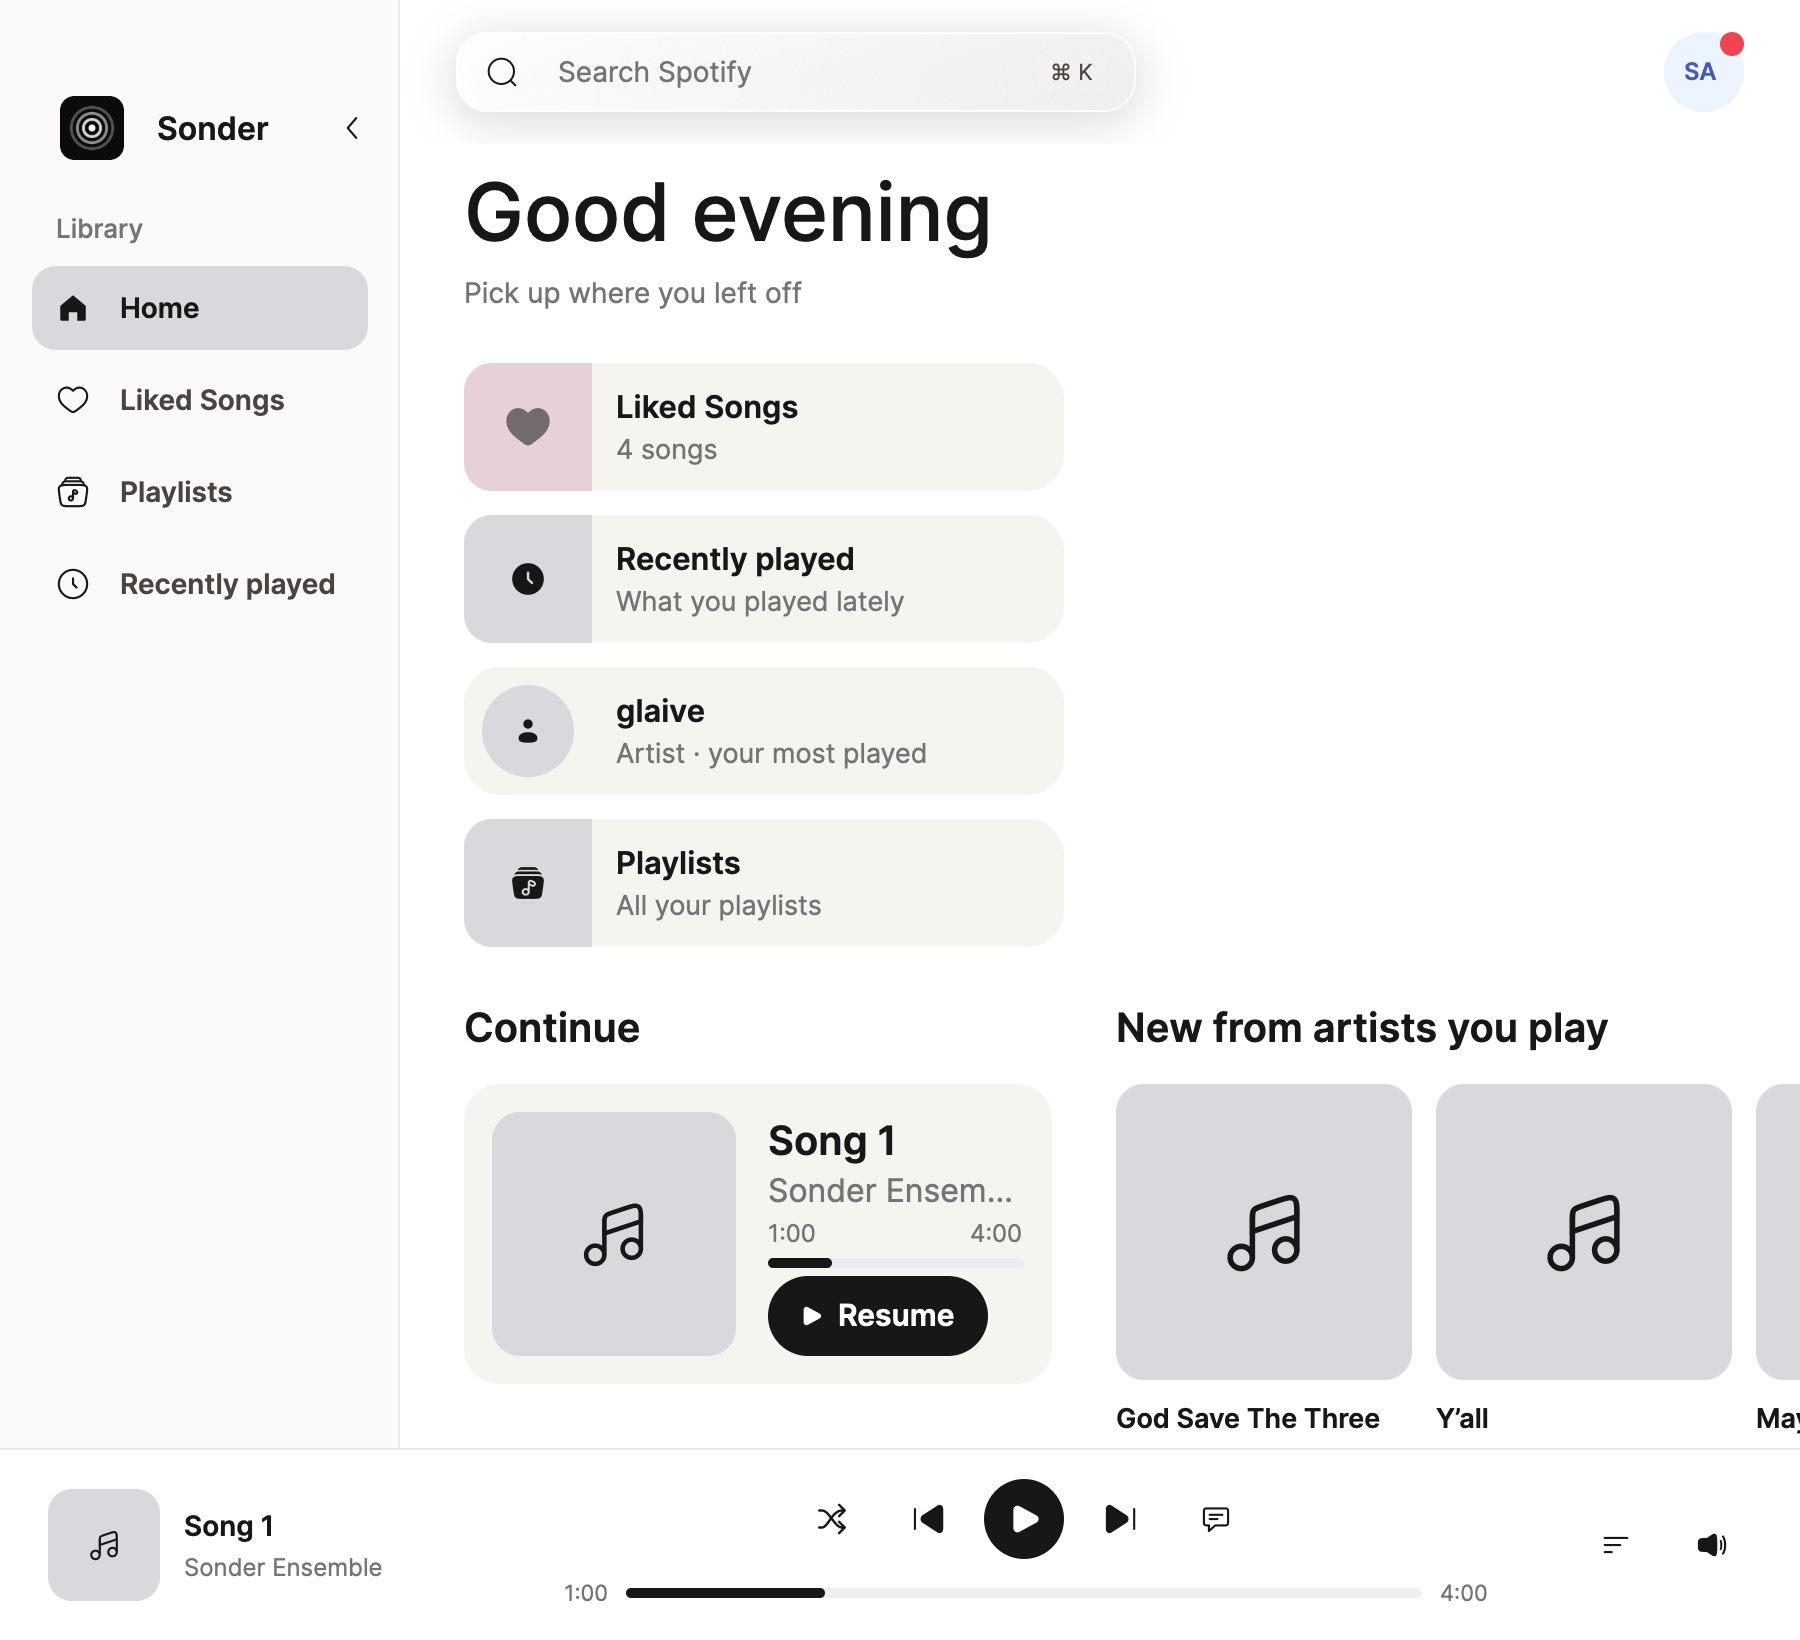 Search Spotify
⌘ K
SA
Sonder
Library
Home
Liked Songs
Playlists
Recently played
Good evening
Pick up where you left off
Liked Songs
4 songs
Recently played
What you played lately
glaive
Artist · your most played
Playlists
All your playlists
Continue
Song 1
Sonder Ensem...
1:00
4:00
Resume
New from artists you play
God Save The Three
Y’all
May
Song 1
Sonder Ensemble
1:00
4:00